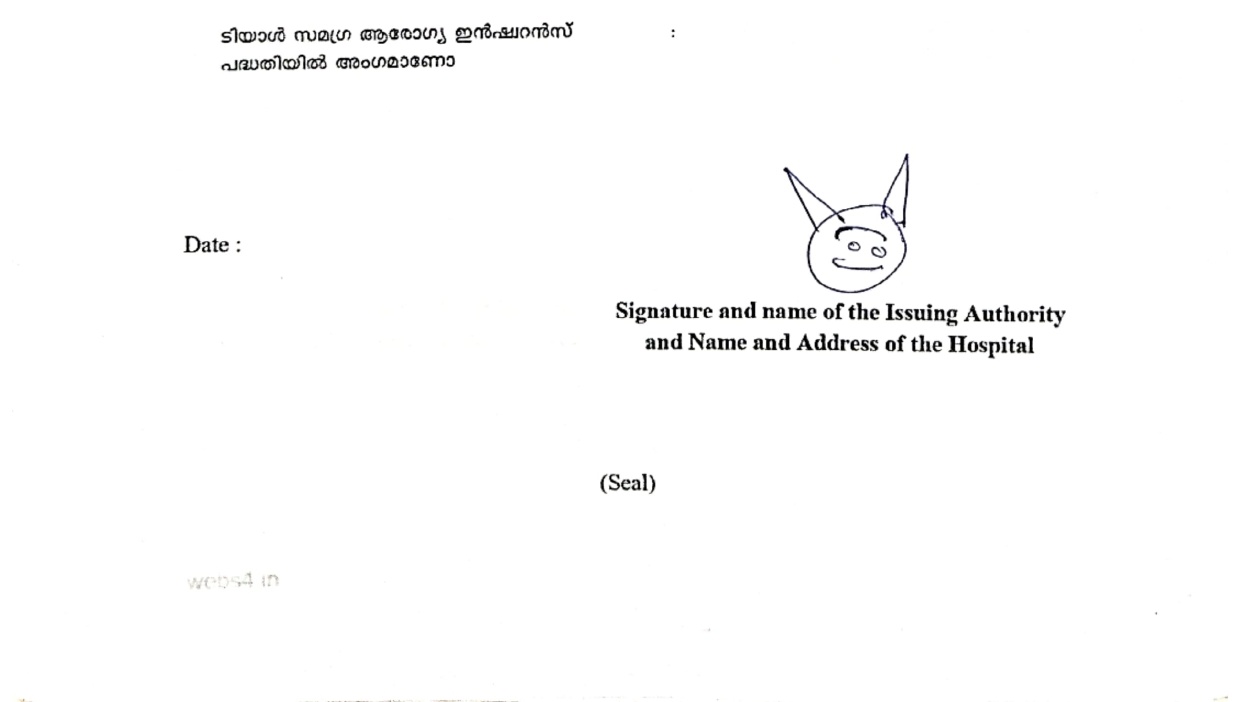 ടിയാൾ സമഗ്ര ആരോഗ്യ ഇൻഷ്വറൻസ് :
പദ്ധതിയിൽ അംഗമാണോ
Date :
Signature and name of the Issuing Authority
and Name and Address of the Hospital
(Seal)
webs4 in